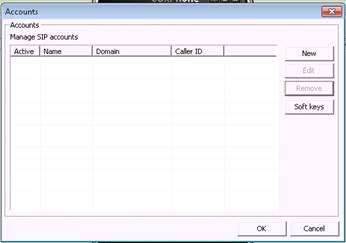 Accounts
Accounts
Manage SIP accounts
Active Name Domain Caller ID
New
Edit
Remove
Soft keys
OK Cancel